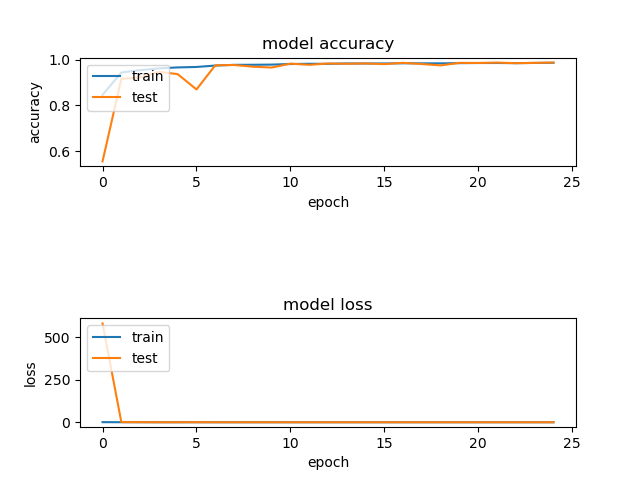 model accuracy
1.0
0.8
0.6
accuracy
train
test
0 5 10 15 20 25
epoch
model loss
500
250
0
loss
train
test
0 5 10 15 20 25
epoch